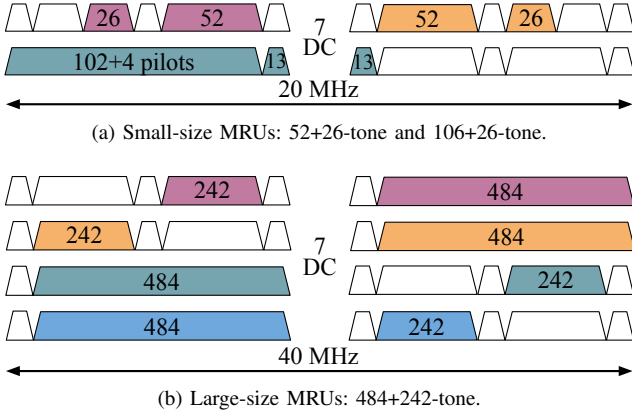 26 52 7 52 26
DC
102+4 pilots 13 13
20 MHz
(a) Small-size MRUs: 52+26-tone and 106+26-tone.
242 484
242 7 484
DC
484 242
484 242
40 MHz
(b) Large-size MRUs: 484+242-tone.